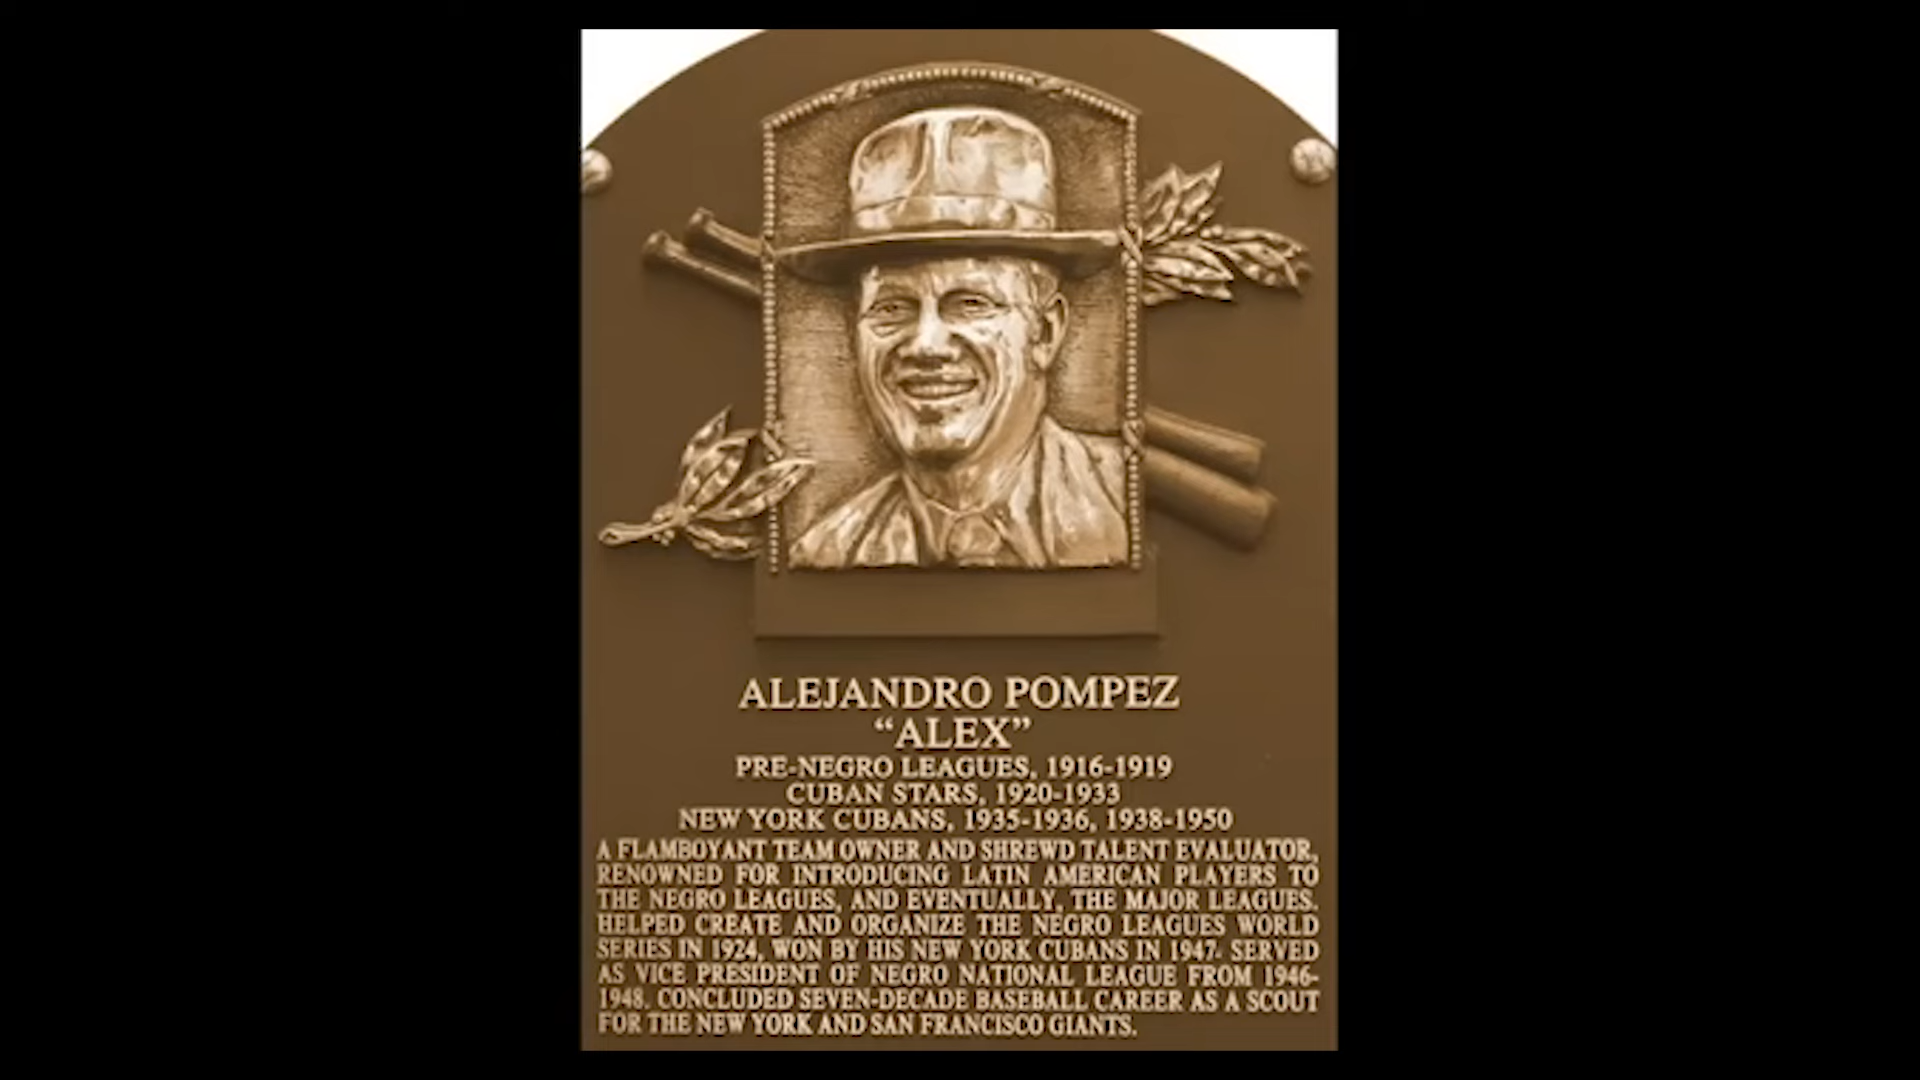 ALEJANDRO POMPEZ
“ALEX”
PRE-NEGRO LEAGUES, 1916-1919
CUBAN STARS, 1920-1933
NEW YORK CUBANS, 1935-1936, 1938-1950
A FLAMBOYANT TEAM OWNER AND SHREWD TALENT EVALUATOR,
RENOWNED FOR INTRODUCING LATIN AMERICAN PLAYERS TO
THE NEGRO LEAGUES, AND EVENTUALLY, THE MAJOR LEAGUES.
HELPED CREATE AND ORGANIZE THE NEGRO LEAGUES WORLD
SERIES IN 1924, WON BY HIS NEW YORK CUBANS IN 1947. SERVED
AS VICE PRESIDENT OF NEGRO NATIONAL LEAGUE FROM 1946-
1948. CONCLUDED SEVEN-DECADE BASEBALL CAREER AS A SCOUT
FOR THE NEW YORK AND SAN FRANCISCO GIANTS.